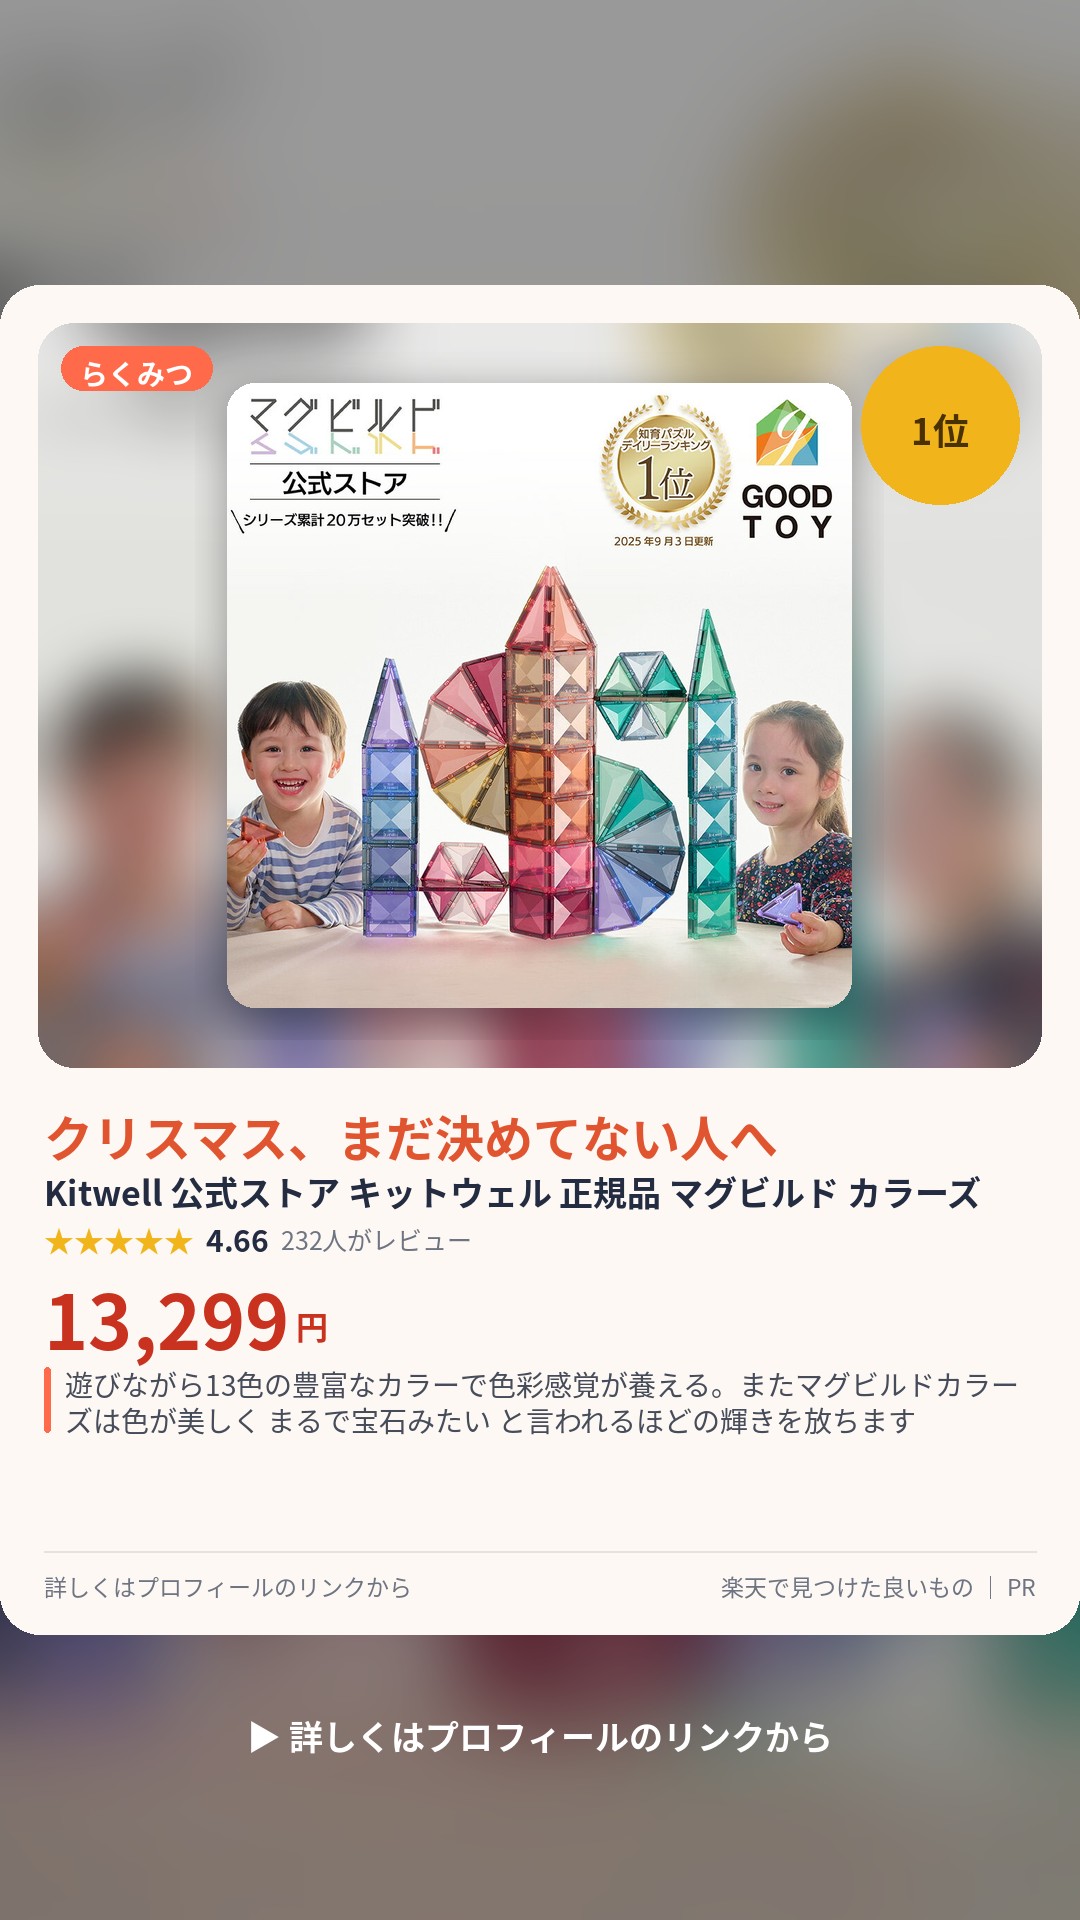 らくみつ
1位
マグビルド
公式ストア
\シリーズ累計20万セット突破!!/
知育パズル
デイリーランキング
1位
2025年9月3日更新
GOOD
TOY
クリスマス、まだ決めてない人へ
Kitwell 公式ストア キットウェル 正規品 マグビルド カラーズ
★★★★★ 4.66 232人がレビュー
13,299円
遊びながら13色の豊富なカラーで色彩感覚が養える。またマグビルドカラー
ズは色が美しく まるで宝石みたい と言われるほどの輝きを放ちます
詳しくはプロフィールのリンクから
楽天で見つけた良いもの｜PR
▶ 詳しくはプロフィールのリンクから